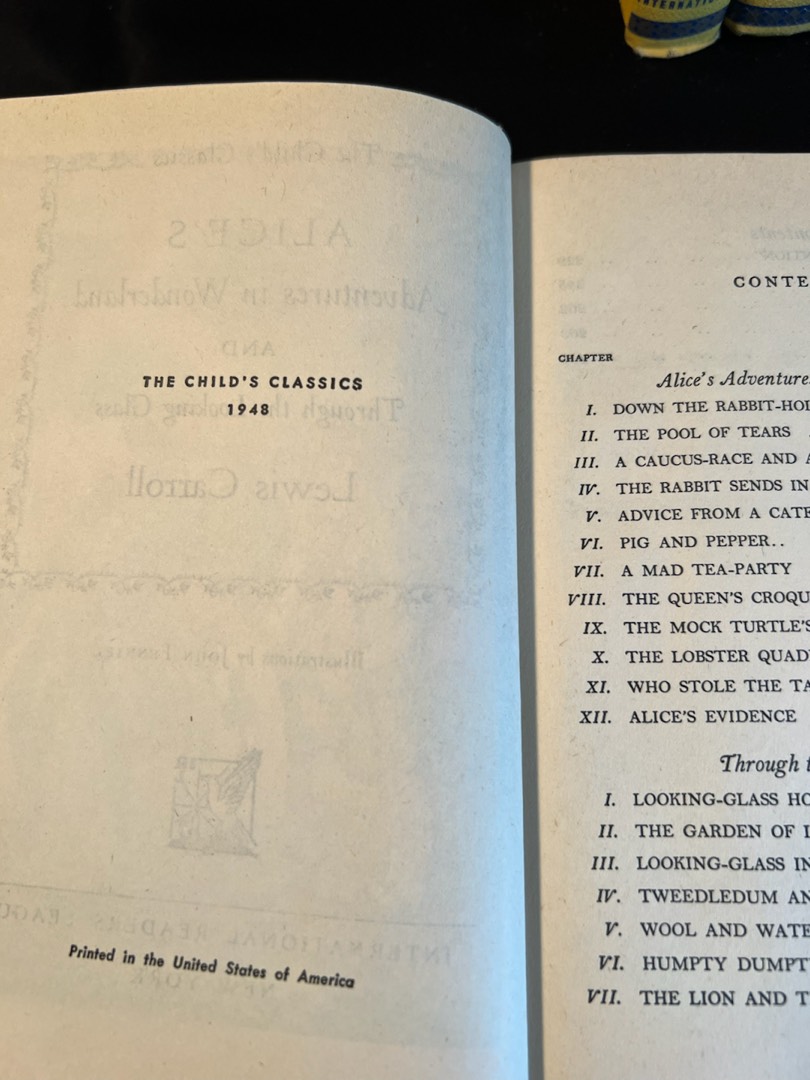 THE CHILD'S CLASSICS
1948
Printed in the United States of America
CONTE
CHAPTER
Alice's Adventure
I. DOWN THE RABBIT-HOL
II. THE POOL OF TEARS
III. A CAUCUS-RACE AND A
IV. THE RABBIT SENDS IN
V. ADVICE FROM A CATE
VI. PIG AND PEPPER..
VII. A MAD TEA-PARTY
VIII. THE QUEEN'S CROQU
IX. THE MOCK TURTLE'S
X. THE LOBSTER QUAD
XI. WHO STOLE THE TA
XII. ALICE'S EVIDENCE
Through t
I. LOOKING-GLASS HO
II. THE GARDEN OF L
III. LOOKING-GLASS IN
IV. TWEEDLEDUM AN
V. WOOL AND WATE
VI. HUMPTY DUMPT
VII. THE LION AND T